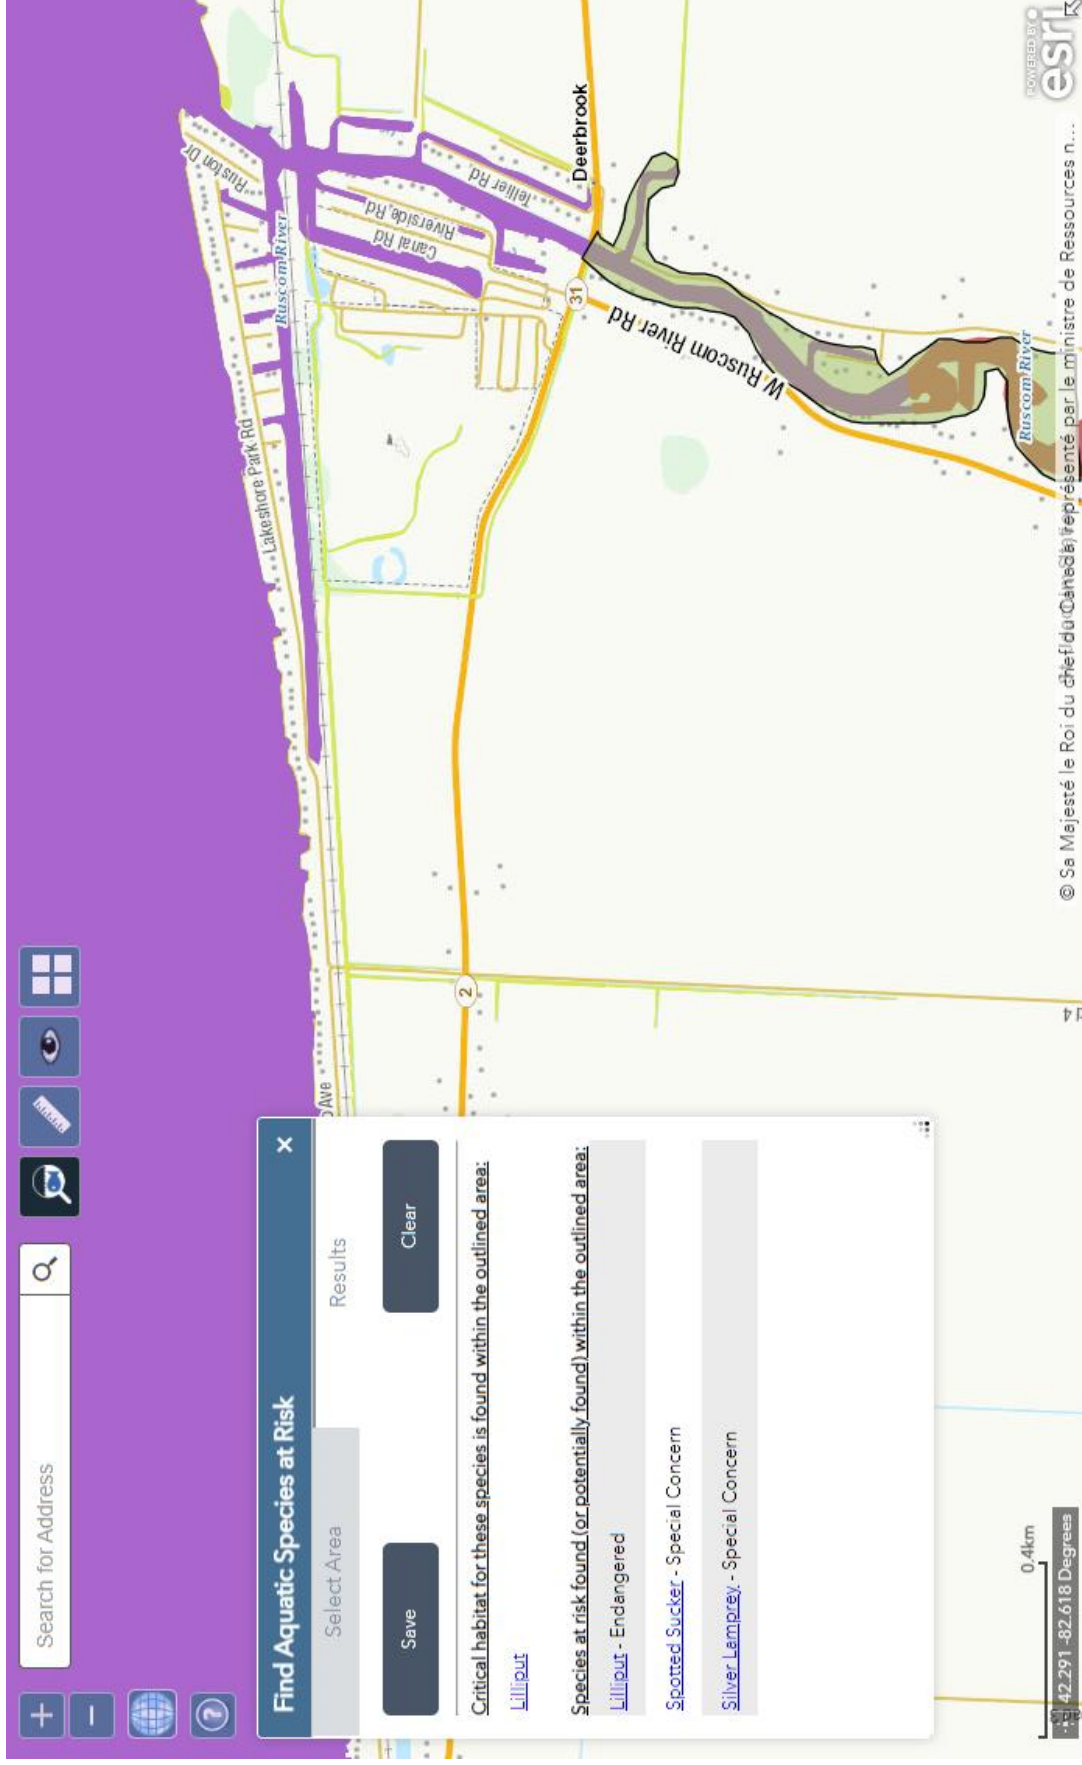 Search for Address
Find Aquatic Species at Risk
Select Area
Results
Save
Clear
Critical habitat for these species is found within the outlined area:
Lilliput
Species at risk found (or potentially found) within the outlined area:
Lilliput - Endangered
Spotted Sucker - Special Concern
Silver Lamprey - Special Concern
0.4km
42.291 -82.618 Degrees
Ave
2
Lakeshore Park Rd
Ruscom River
Ruston Dr
Canal Rd
Riverside Rd
Tellier Rd
Deerbrook
31
W Ruscom River Rd
Ruscom River
© Sa Majesté le Roi du chef du Canada, représenté par le ministre de Ressources n...
POWERED BY
esri